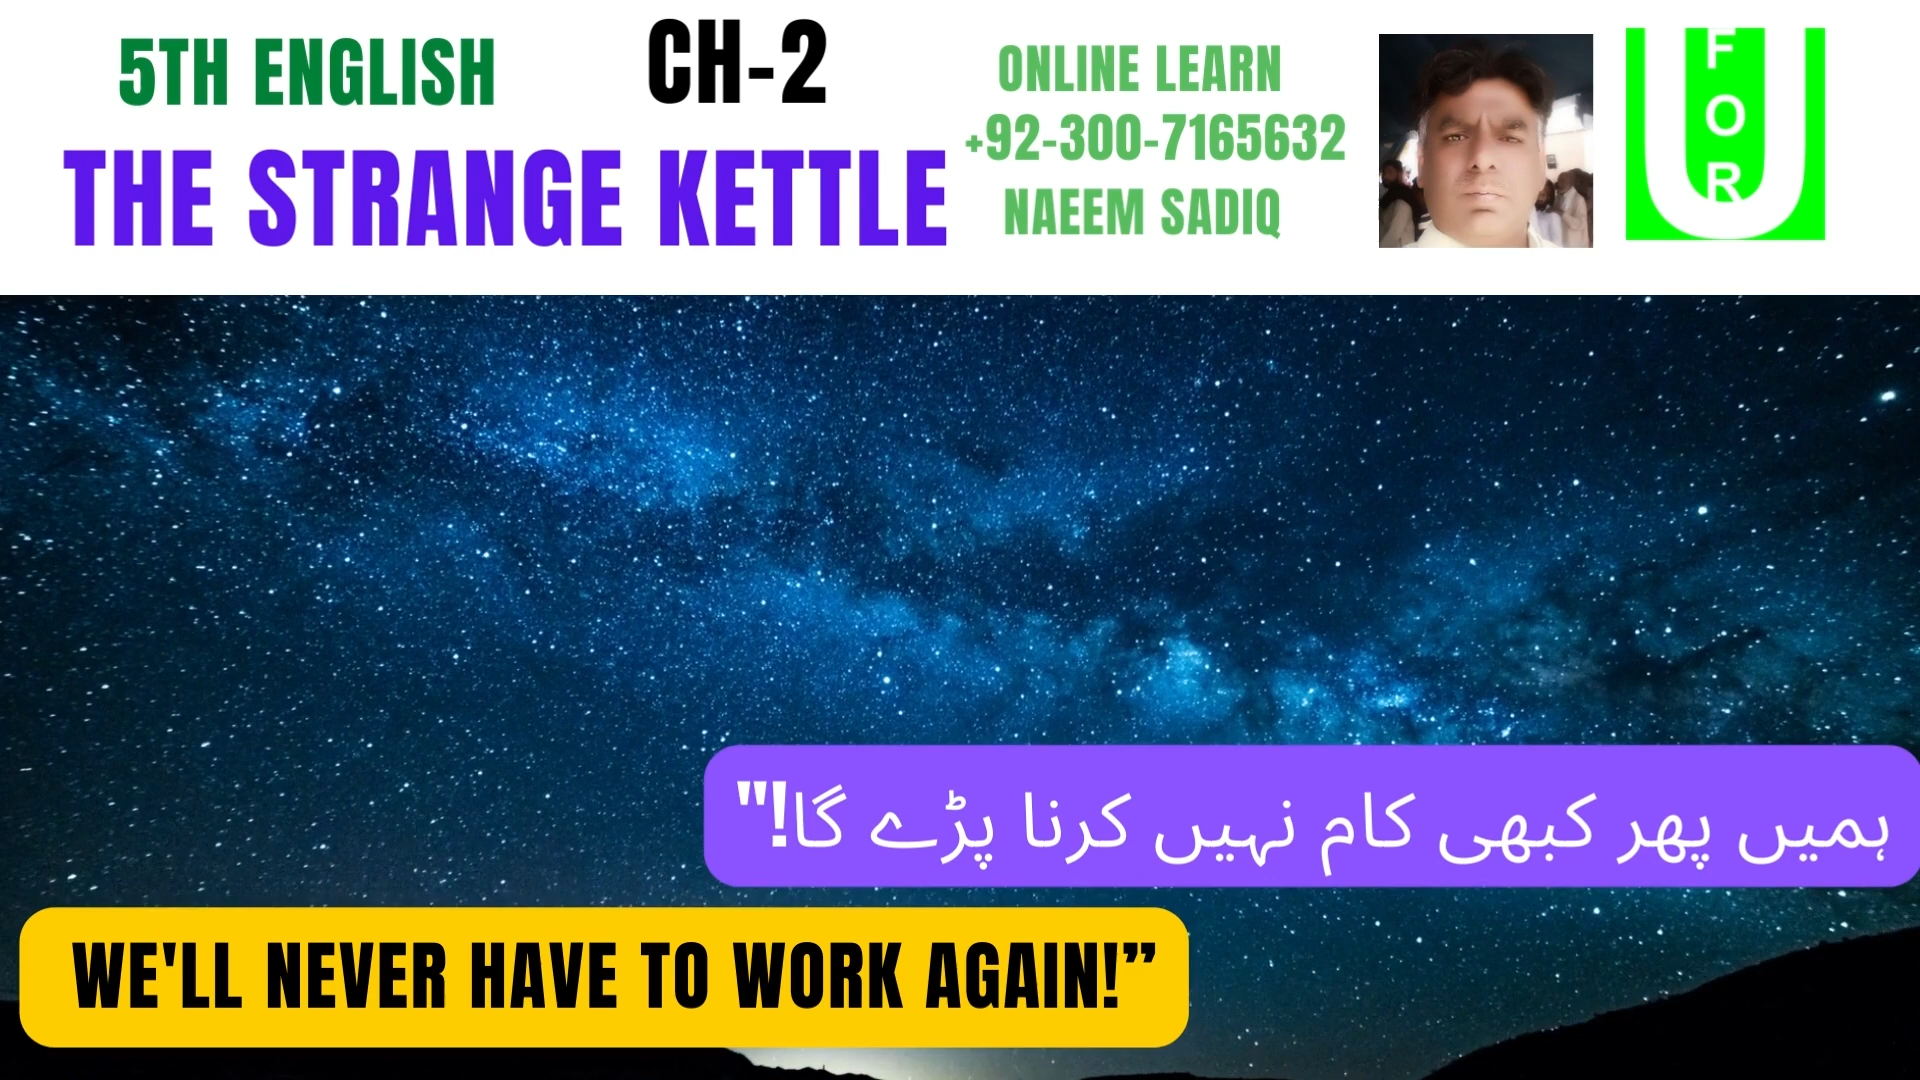 5TH ENGLISH
CH-2
THE STRANGE KETTLE
ONLINE LEARN
+92-300-7165632
NAEEM SADIQ
U
FOR
ہمیں پھر کبھی کام نہیں کرنا پڑے گا!"
WE'LL NEVER HAVE TO WORK AGAIN!”